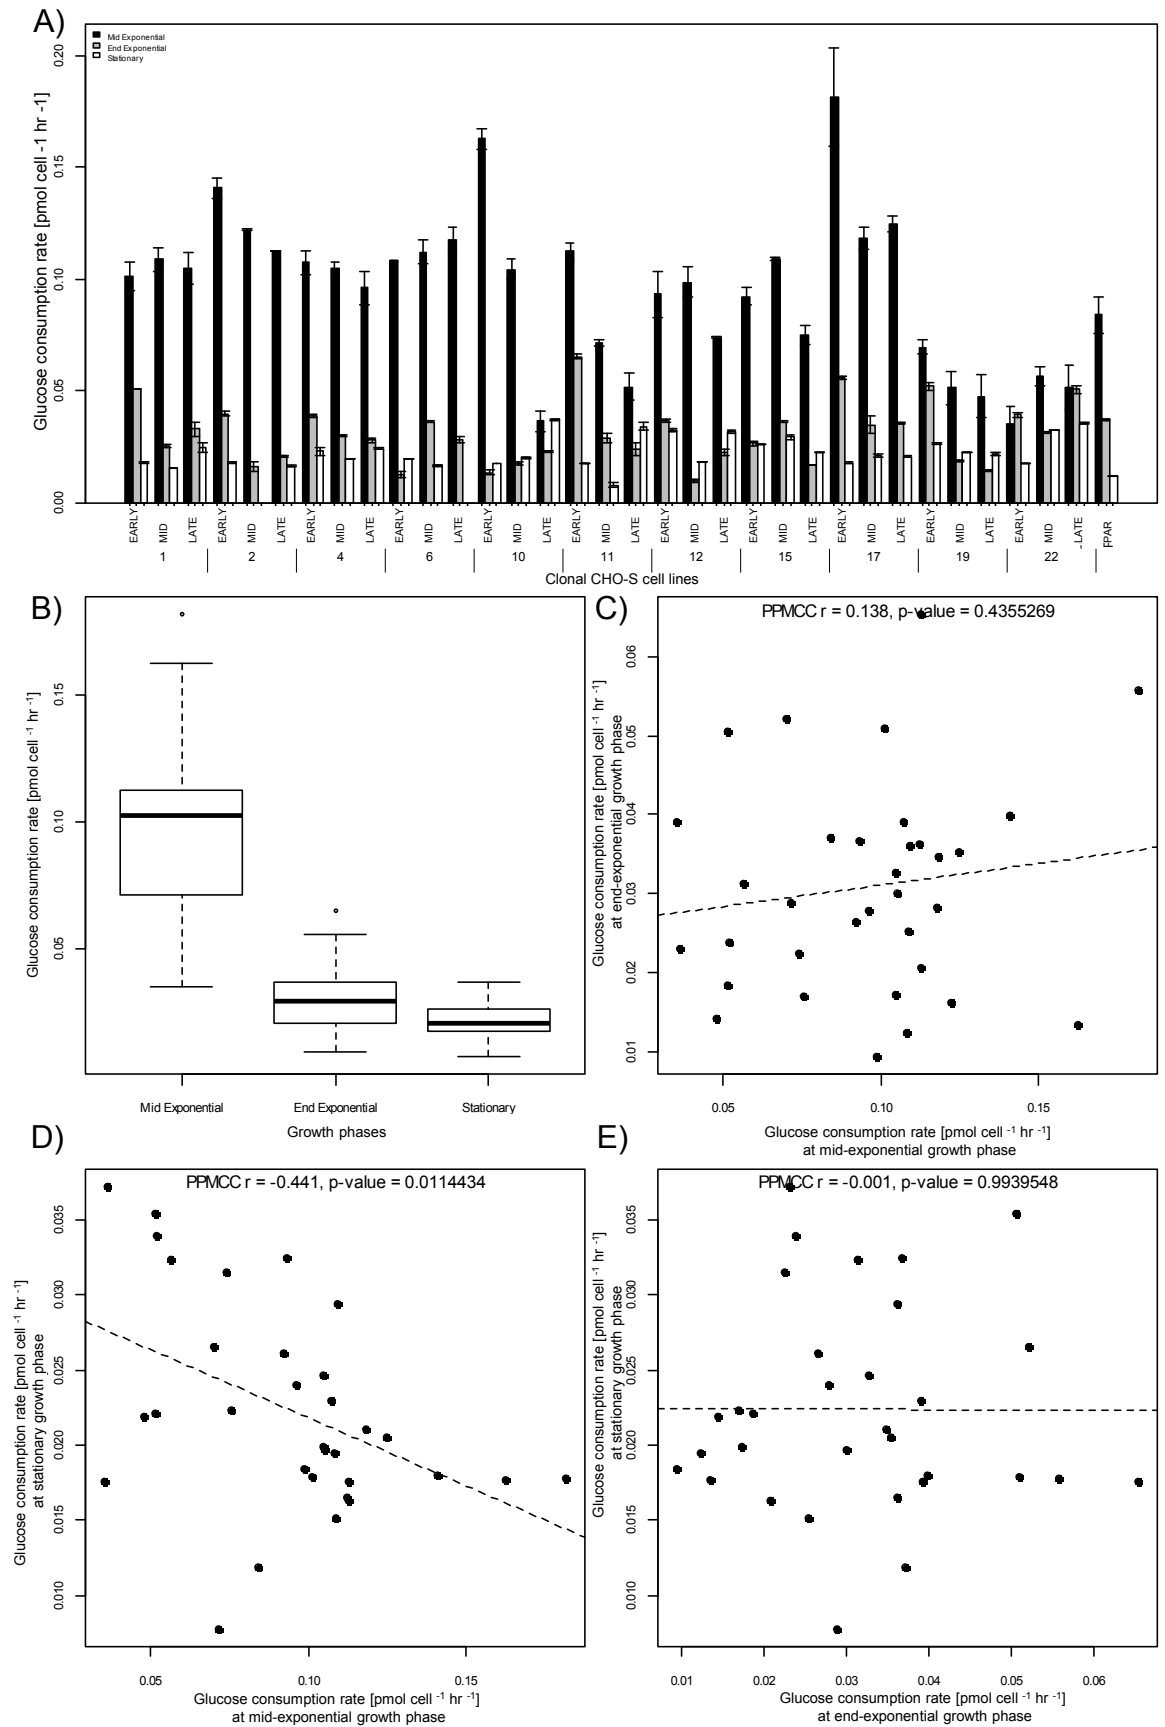 A)
Mid Exponential
End Exponential
Stationary
Glucose consumption rate [pmol cell -1 hr -1]
0.20
0.15
0.10
0.05
0.00
EARLY MID LATE EARLY MID LATE EARLY MID LATE EARLY MID LATE EARLY MID LATE EARLY MID LATE EARLY MID LATE EARLY MID LATE EARLY MID LATE EARLY MID LATE EARLY MID - LATE FPAR
1 2 4 6 10 11 12 15 17 19 22
Clonal CHO-S cell lines
B)
Glucose consumption rate [pmol cell -1 hr -1]
0.15
0.10
0.05
Mid Exponential End Exponential Stationary
Growth phases
C)
PPMCC r = 0.138, p-value = 0.4355269
Glucose consumption rate [pmol cell -1 hr -1]
at end-exponential growth phase
0.06
0.05
0.04
0.03
0.02
0.01
0.05 0.10 0.15
Glucose consumption rate [pmol cell -1 hr -1]
at mid-exponential growth phase
D)
PPMCC r = -0.441, p-value = 0.0114434
Glucose consumption rate [pmol cell -1 hr -1]
at stationary growth phase
0.035
0.030
0.025
0.020
0.015
0.010
0.05 0.10 0.15
Glucose consumption rate [pmol cell -1 hr -1]
at mid-exponential growth phase
E)
PPMCC r = -0.001, p-value = 0.9939548
Glucose consumption rate [pmol cell -1 hr -1]
at stationary growth phase
0.035
0.030
0.025
0.020
0.015
0.010
0.01 0.02 0.03 0.04 0.05 0.06
Glucose consumption rate [pmol cell -1 hr -1]
at end-exponential growth phase